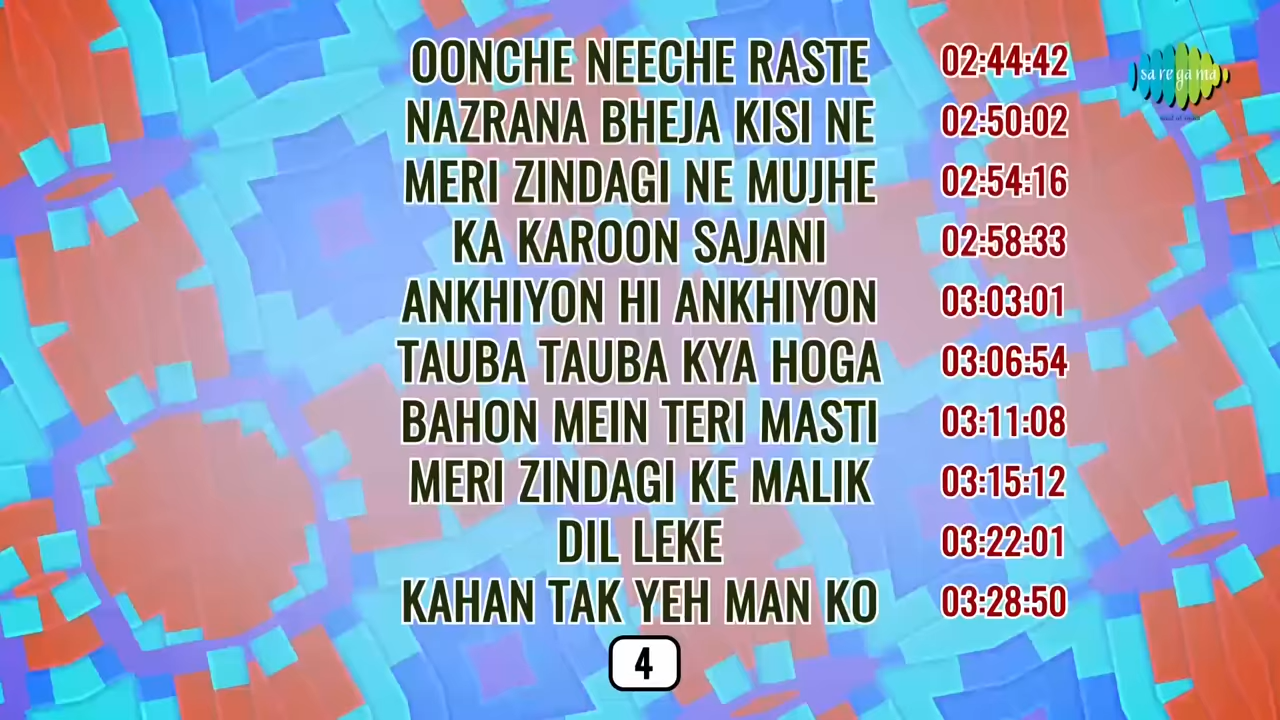 OONCHE NEECHE RASTE 02:44:42
sa re ga ma
NAZRANA BHEJA KISI NE 02:50:02
MERI ZINDAGI NE MUJHE 02:54:16
KA KAROON SAJANI 02:58:33
ANKHIYON HI ANKHIYON 03:03:01
TAUBA TAUBA KYA HOGA 03:06:54
BAHON MEIN TERI MASTI 03:11:08
MERI ZINDAGI KE MALIK 03:15:12
DIL LEKE 03:22:01
KAHAN TAK YEH MAN KO 03:28:50
4